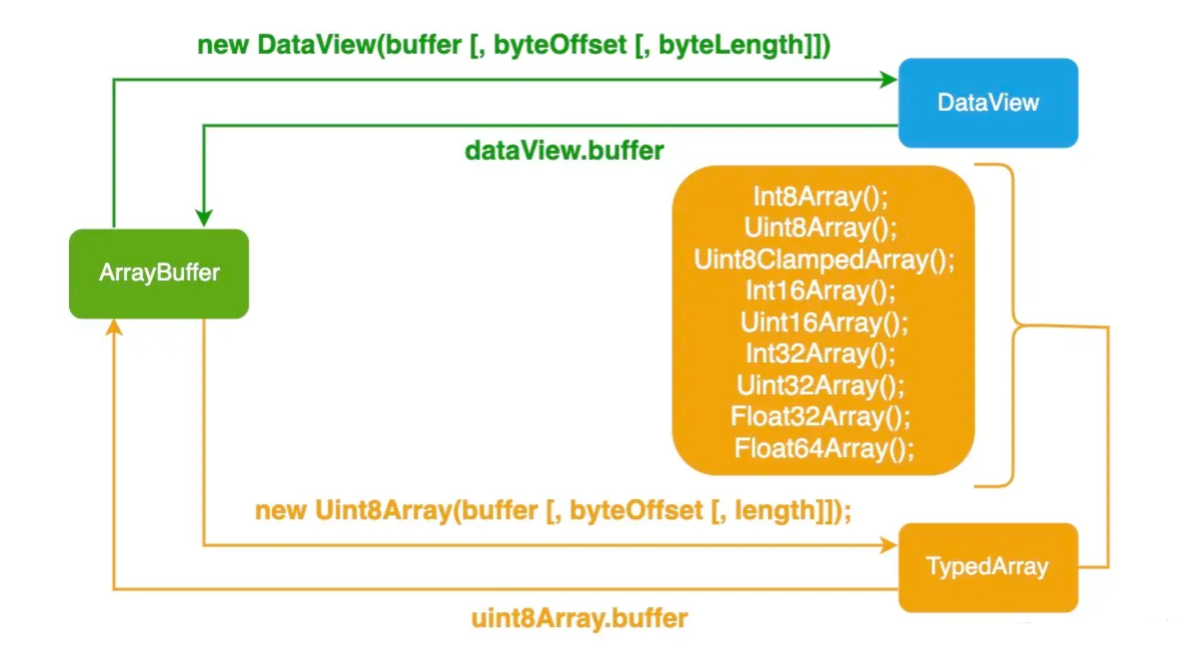 new DataView(buffer [, byteOffset [, byteLength]])
DataView
dataView.buffer
Int8Array();
Uint8Array();
Uint8ClampedArray();
Int16Array();
Uint16Array();
Int32Array();
Uint32Array();
Float32Array();
Float64Array();
ArrayBuffer
new Uint8Array(buffer [, byteOffset [, length]]);
TypedArray
uint8Array.buffer